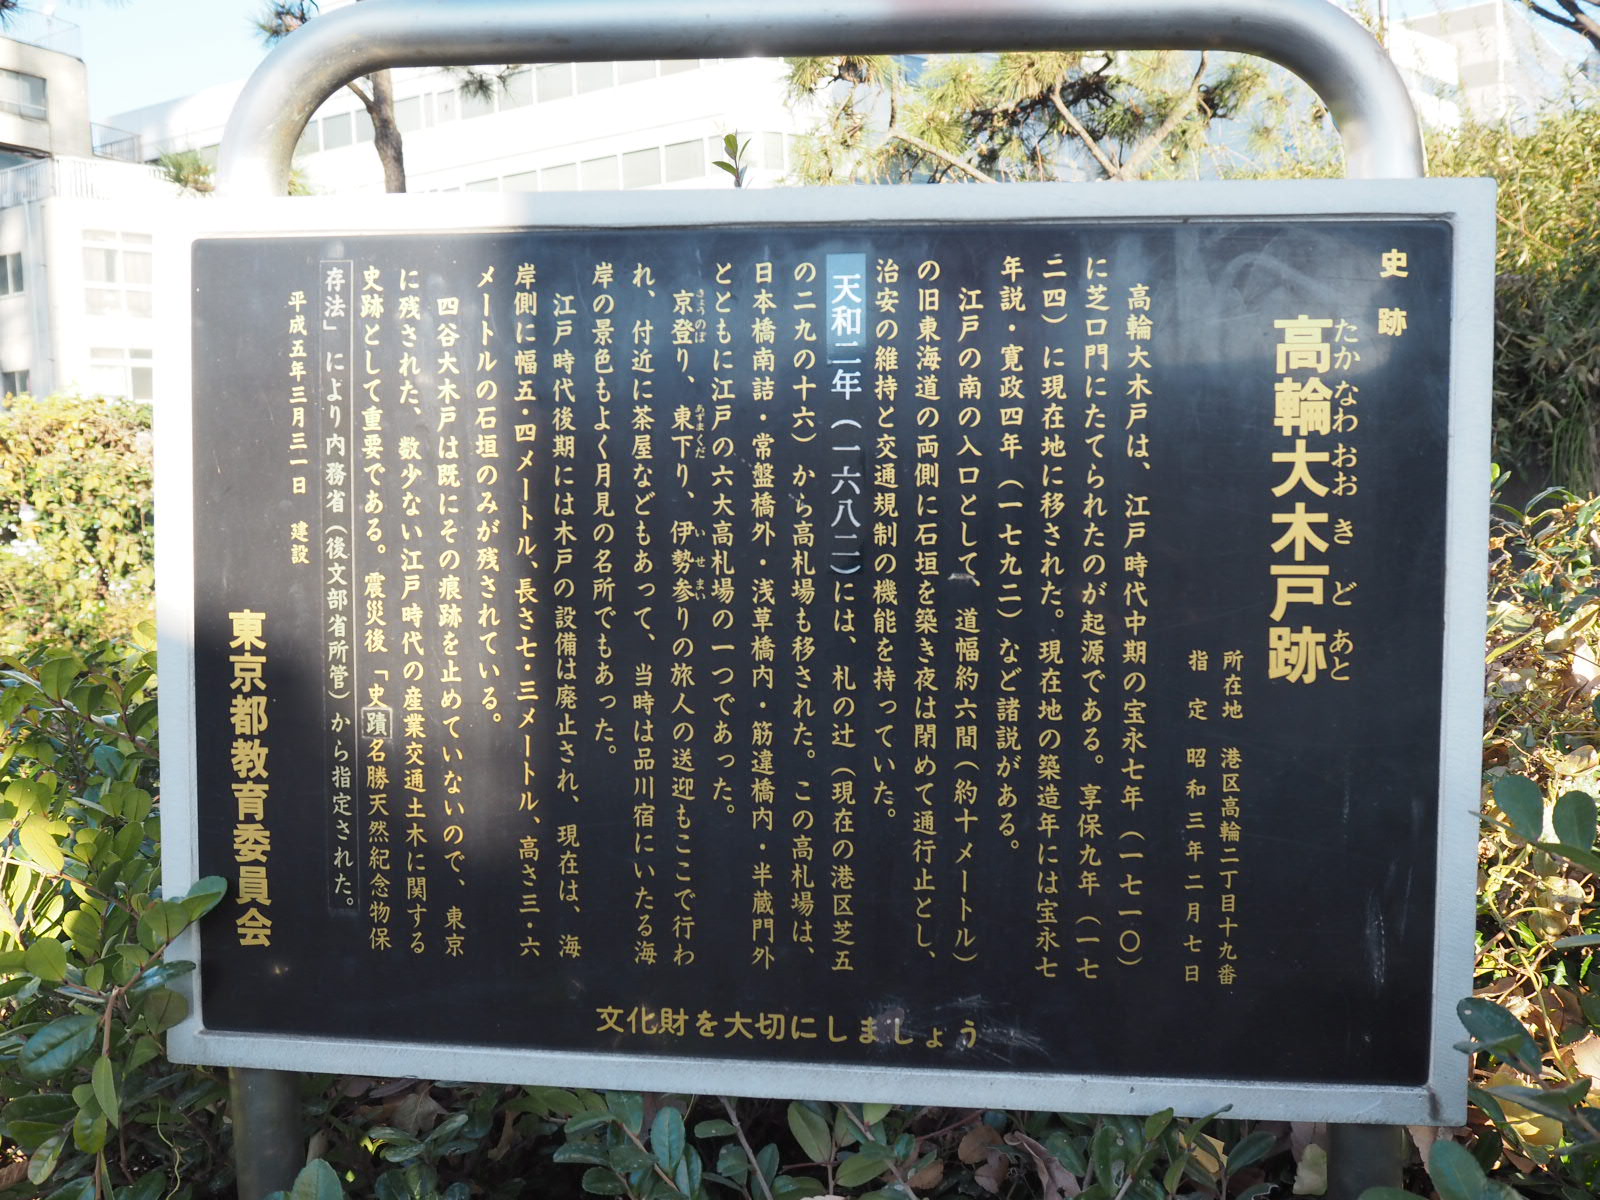 史跡
高輪大木戸跡
たかなわおおきどあと
所在地 港区高輪二丁目十九番
指定 昭和三年二月七日
高輪大木戸は、江戸時代中期の宝永七年（一七一〇）
に芝口門にたてられたのが起源である。享保九年（一七
二四）に現在地に移された。現在地の築造年には宝永七
年説・寛政四年（一七九二）など諸説がある。
江戸の南の入口として、道幅約六間（約十メートル）
の旧東海道の両側に石垣を築き夜は閉めて通行止とし、
治安の維持と交通規制の機能を持っていた。
天和二年（一六八二）には、札の辻（現在の港区芝五
の二九の十六）から高札場も移された。この高札場は、
日本橋南詰・常盤橋外・浅草橋内・筋違橋内・半蔵門外
とともに江戸の六大高札場の一つであった。
京登り、東下り、伊勢参りの旅人の送迎もここで行わ
きょうのぼ あずまくだ いせまい
れ、付近に茶屋などもあって、当時は品川宿にいたる海
岸の景色もよく月見の名所でもあった。
江戸時代後期には木戸の設備は廃止され、現在は、海
岸側に幅五・四メートル、長さ七・三メートル、高さ三・六
メートルの石垣のみが残されている。
四谷大木戸は既にその痕跡を止めていないので、東京
に残された、数少ない江戸時代の産業交通土木に関する
史跡として重要である。震災後「史蹟名勝天然紀念物保
存法」により内務省（後文部省所管）から指定された。
平成五年三月三一日 建設
東京都教育委員会
文化財を大切にしましょう